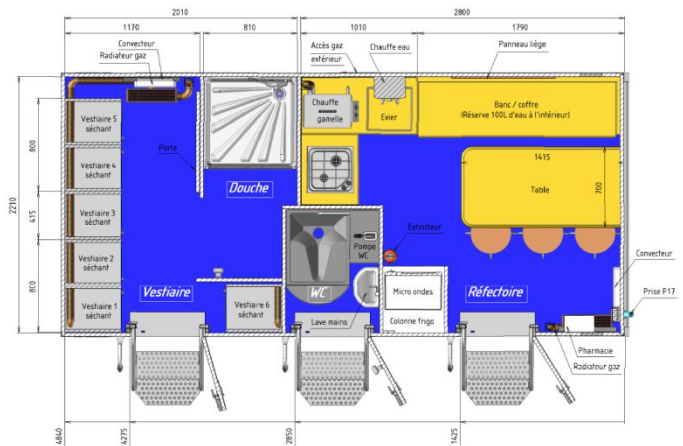 2010
2800
1170
810
1010
1790
Convecteur
Radiateur gaz
Accès gaz
extérieur
Chauffe eau
Panneau liège
Chauffe
gamelle
Evier
Banc / coffre
(Réserve 100L d'eau à l'intérieur)
Vestiaire 5
séchant
Vestiaire 4
séchant
Vestiaire 3
séchant
Vestiaire 2
séchant
Vestiaire 1
séchant
Porte
Douche
1415
700
Table
2210
800
415
800
Extincteur
Pompe
WC
Convecteur
Prise P17
Vestiaire
Vestiaire 6
séchant
WC
Lave mains
Micro ondes
Colonne frigo
Réfectoire
Pharmacie
Radiateur gaz
4840
4275
2850
1425